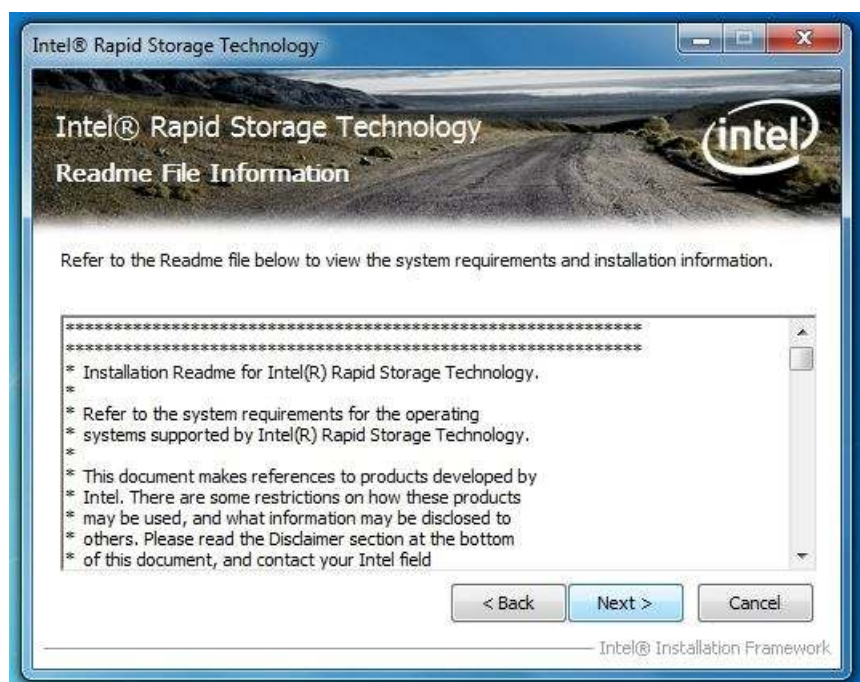 Intel® Rapid Storage Technology
Intel® Rapid Storage Technology
intel
Readme File Information
Refer to the Readme file below to view the system requirements and installation information.
************************************************************
************************************************************
* Installation Readme for Intel(R) Rapid Storage Technology.
*
* Refer to the system requirements for the operating
* systems supported by Intel(R) Rapid Storage Technology.
*
* This document makes references to products developed by
* Intel. There are some restrictions on how these products
* may be used, and what information may be disclosed to
* others. Please read the Disclaimer section at the bottom
* of this document, and contact your Intel field
< Back
Next >
Cancel
Intel® Installation Framework